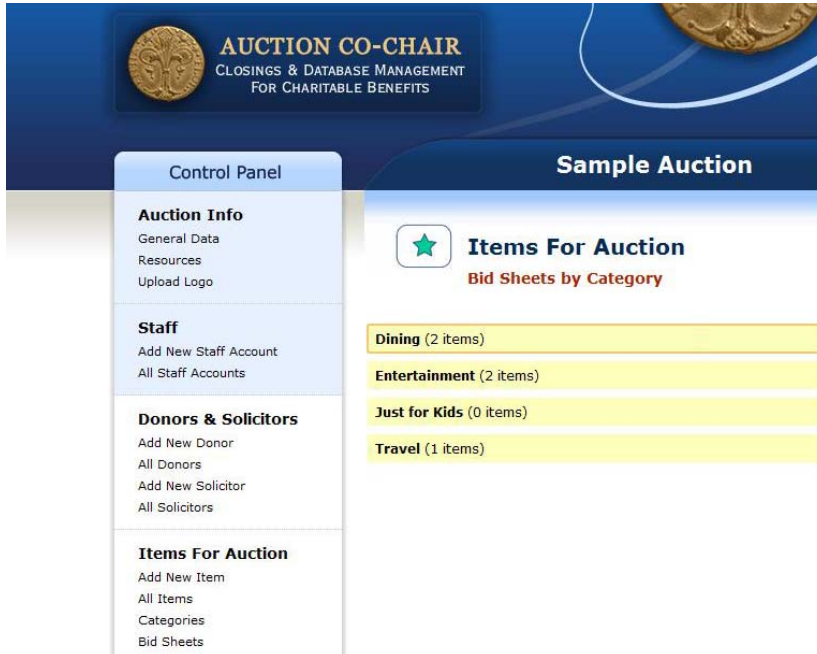 AUCTION CO-CHAIR
CLOSINGS & DATABASE MANAGEMENT
FOR CHARITABLE BENEFITS
Control Panel
Auction Info
General Data
Resources
Upload Logo
Staff
Add New Staff Account
All Staff Accounts
Donors & Solicitors
Add New Donor
All Donors
Add New Solicitor
All Solicitors
Items For Auction
Add New Item
All Items
Categories
Bid Sheets
Sample Auction
Items For Auction
Bid Sheets by Category
Dining (2 items)
Entertainment (2 items)
Just for Kids (0 items)
Travel (1 items)